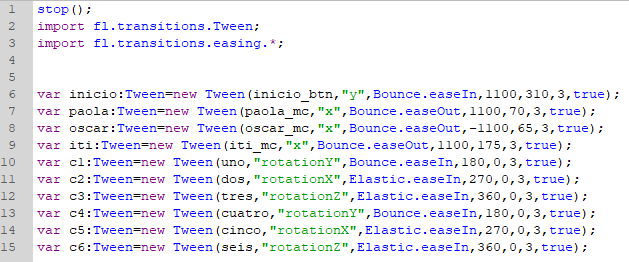 1 stop();
2 import fl.transitions.Tween;
3 import fl.transitions.easing.*;
4
5
6 var inicio:Tween=new Tween(inicio_btn,"y",Bounce.easeIn,1100,310,3,true);
7 var paola:Tween=new Tween(paola_mc,"x",Bounce.easeOut,1100,70,3,true);
8 var oscar:Tween=new Tween(oscar_mc,"x",Bounce.easeOut,-1100,65,3,true);
9 var iti:Tween=new Tween(iti_mc,"x",Bounce.easeOut,1100,175,3,true);
10 var c1:Tween=new Tween(uno,"rotationY",Bounce.easeIn,180,0,3,true);
11 var c2:Tween=new Tween(dos,"rotationX",Elastic.easeIn,270,0,3,true);
12 var c3:Tween=new Tween(tres,"rotationZ",Elastic.easeIn,360,0,3,true);
13 var c4:Tween=new Tween(cuatro,"rotationY",Bounce.easeIn,180,0,3,true);
14 var c5:Tween=new Tween(cinco,"rotationX",Elastic.easeIn,270,0,3,true);
15 var c6:Tween=new Tween(seis,"rotationZ",Elastic.easeIn,360,0,3,true);